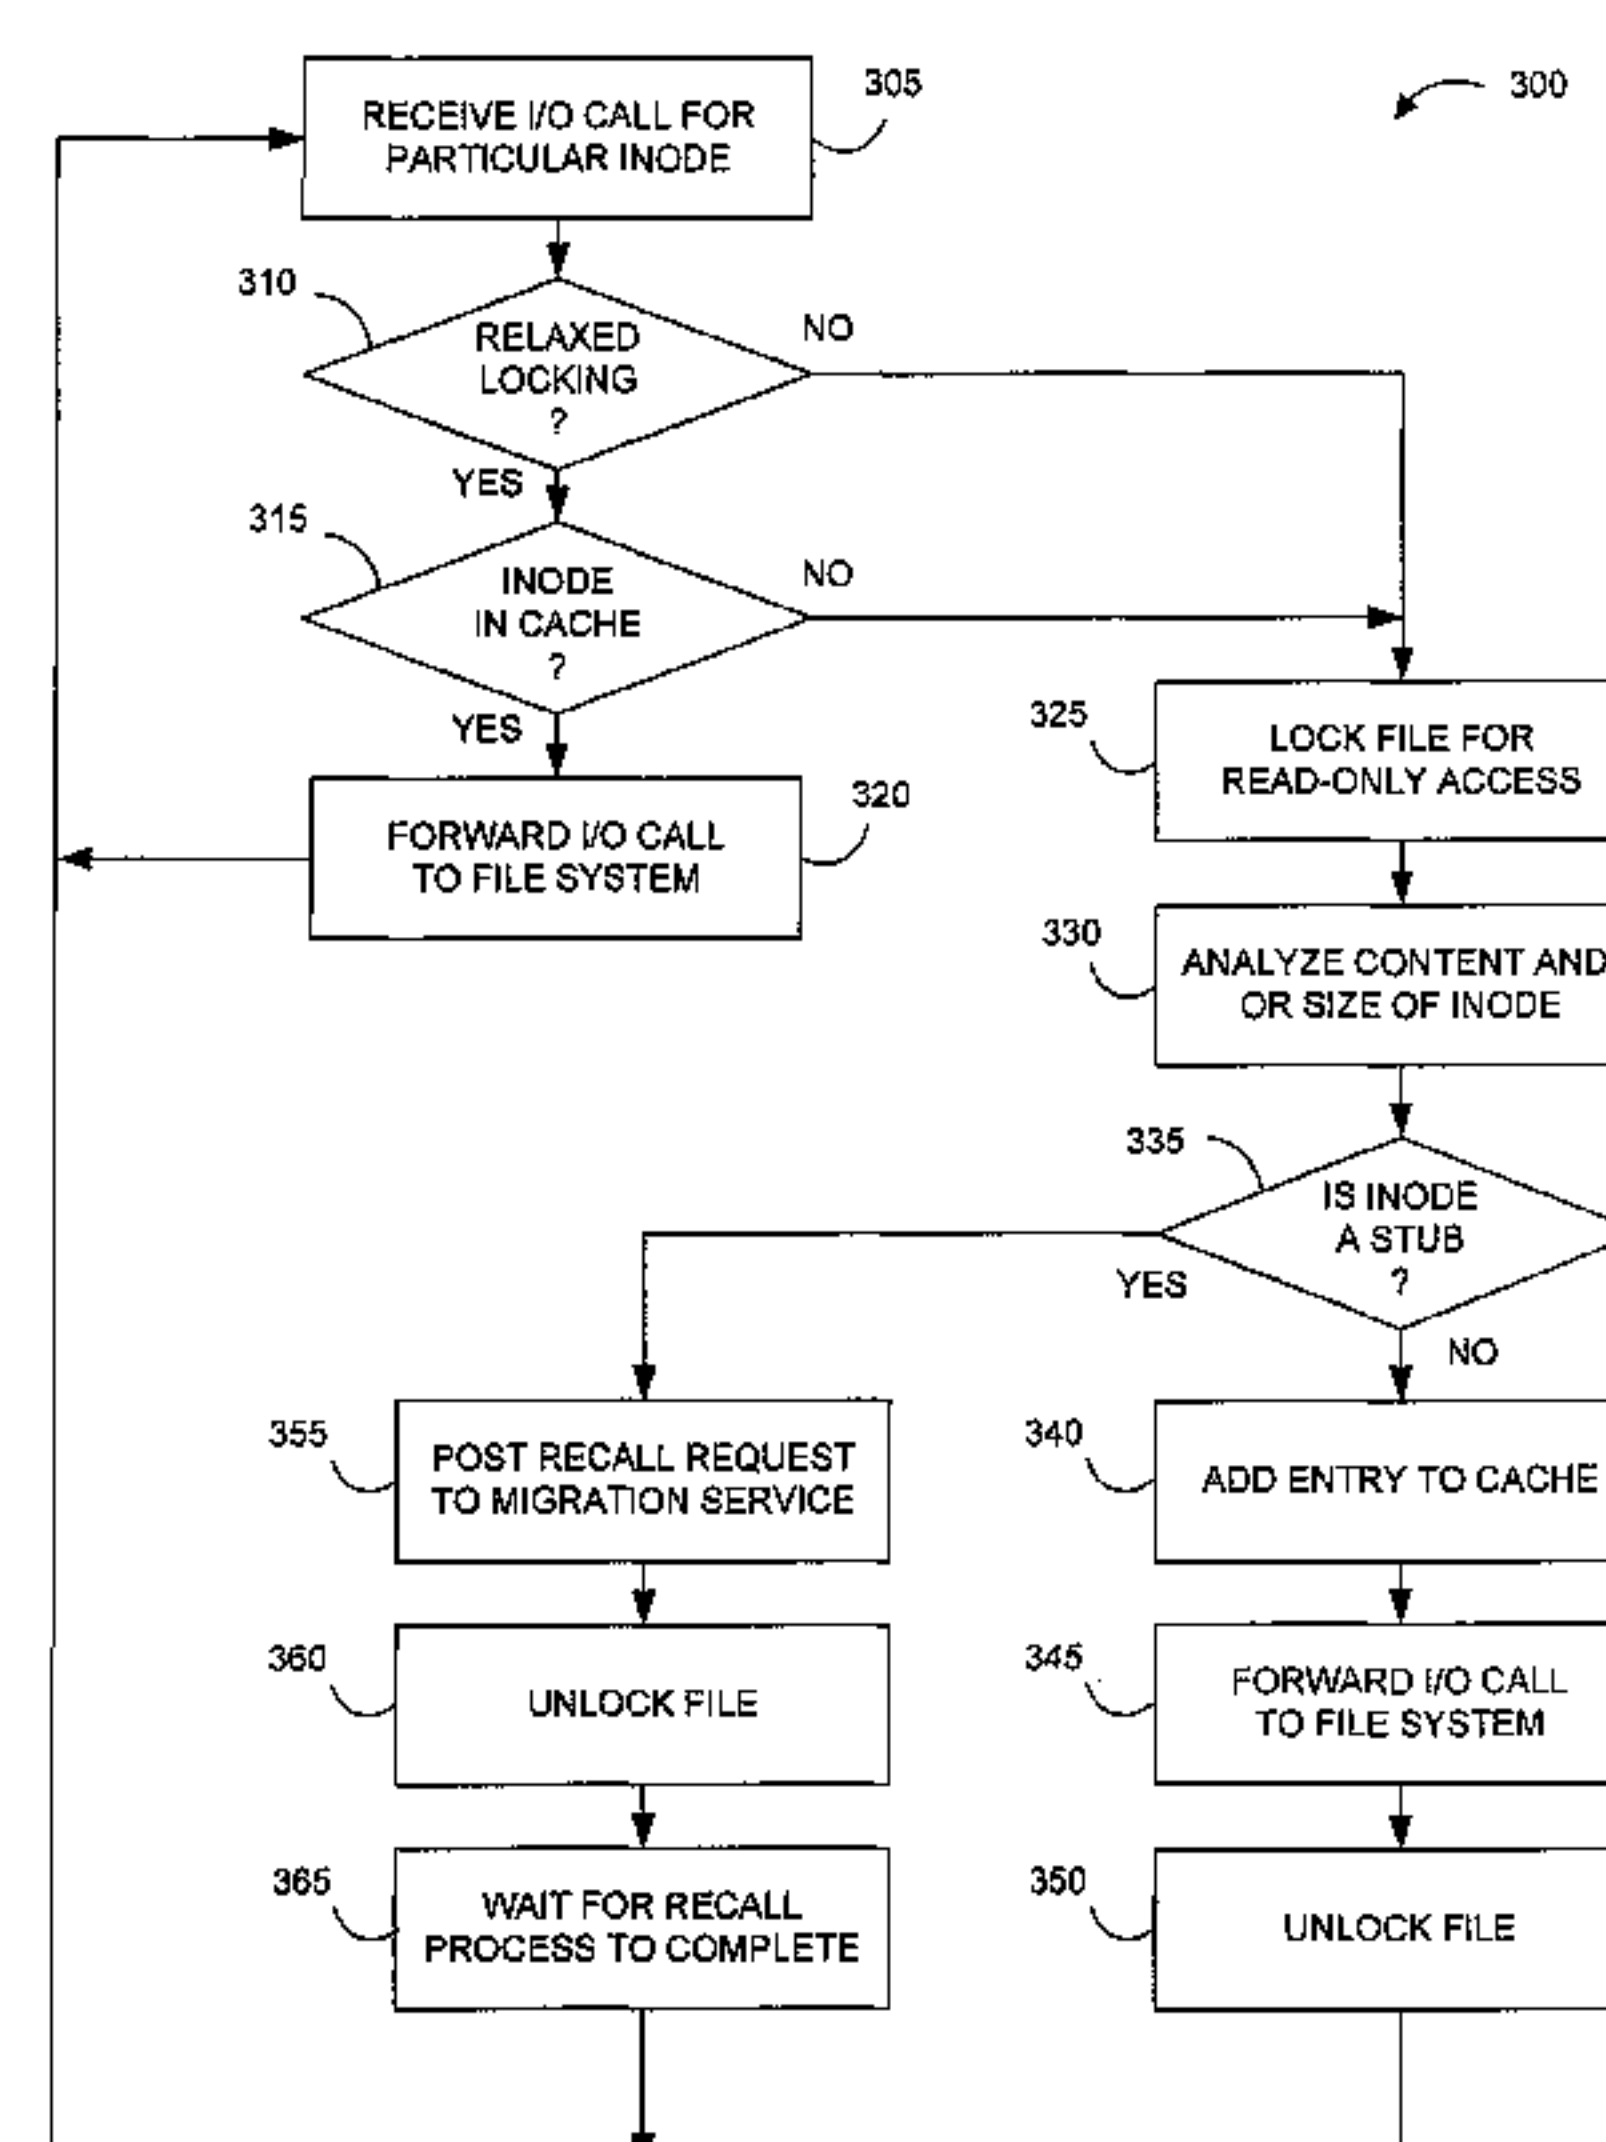 300
305
RECEIVE I/O CALL FOR
PARTICULAR INODE
310
RELAXED
LOCKING
?
NO
YES
315
INODE
IN CACHE
?
NO
YES
320
FORWARD I/O CALL
TO FILE SYSTEM
325
LOCK FILE FOR
READ-ONLY ACCESS
330
ANALYZE CONTENT AND
OR SIZE OF INODE
335
IS INODE
A STUB
?
YES
NO
355
POST RECALL REQUEST
TO MIGRATION SERVICE
340
ADD ENTRY TO CACHE
360
UNLOCK FILE
345
FORWARD I/O CALL
TO FILE SYSTEM
365
WAIT FOR RECALL
PROCESS TO COMPLETE
350
UNLOCK FILE